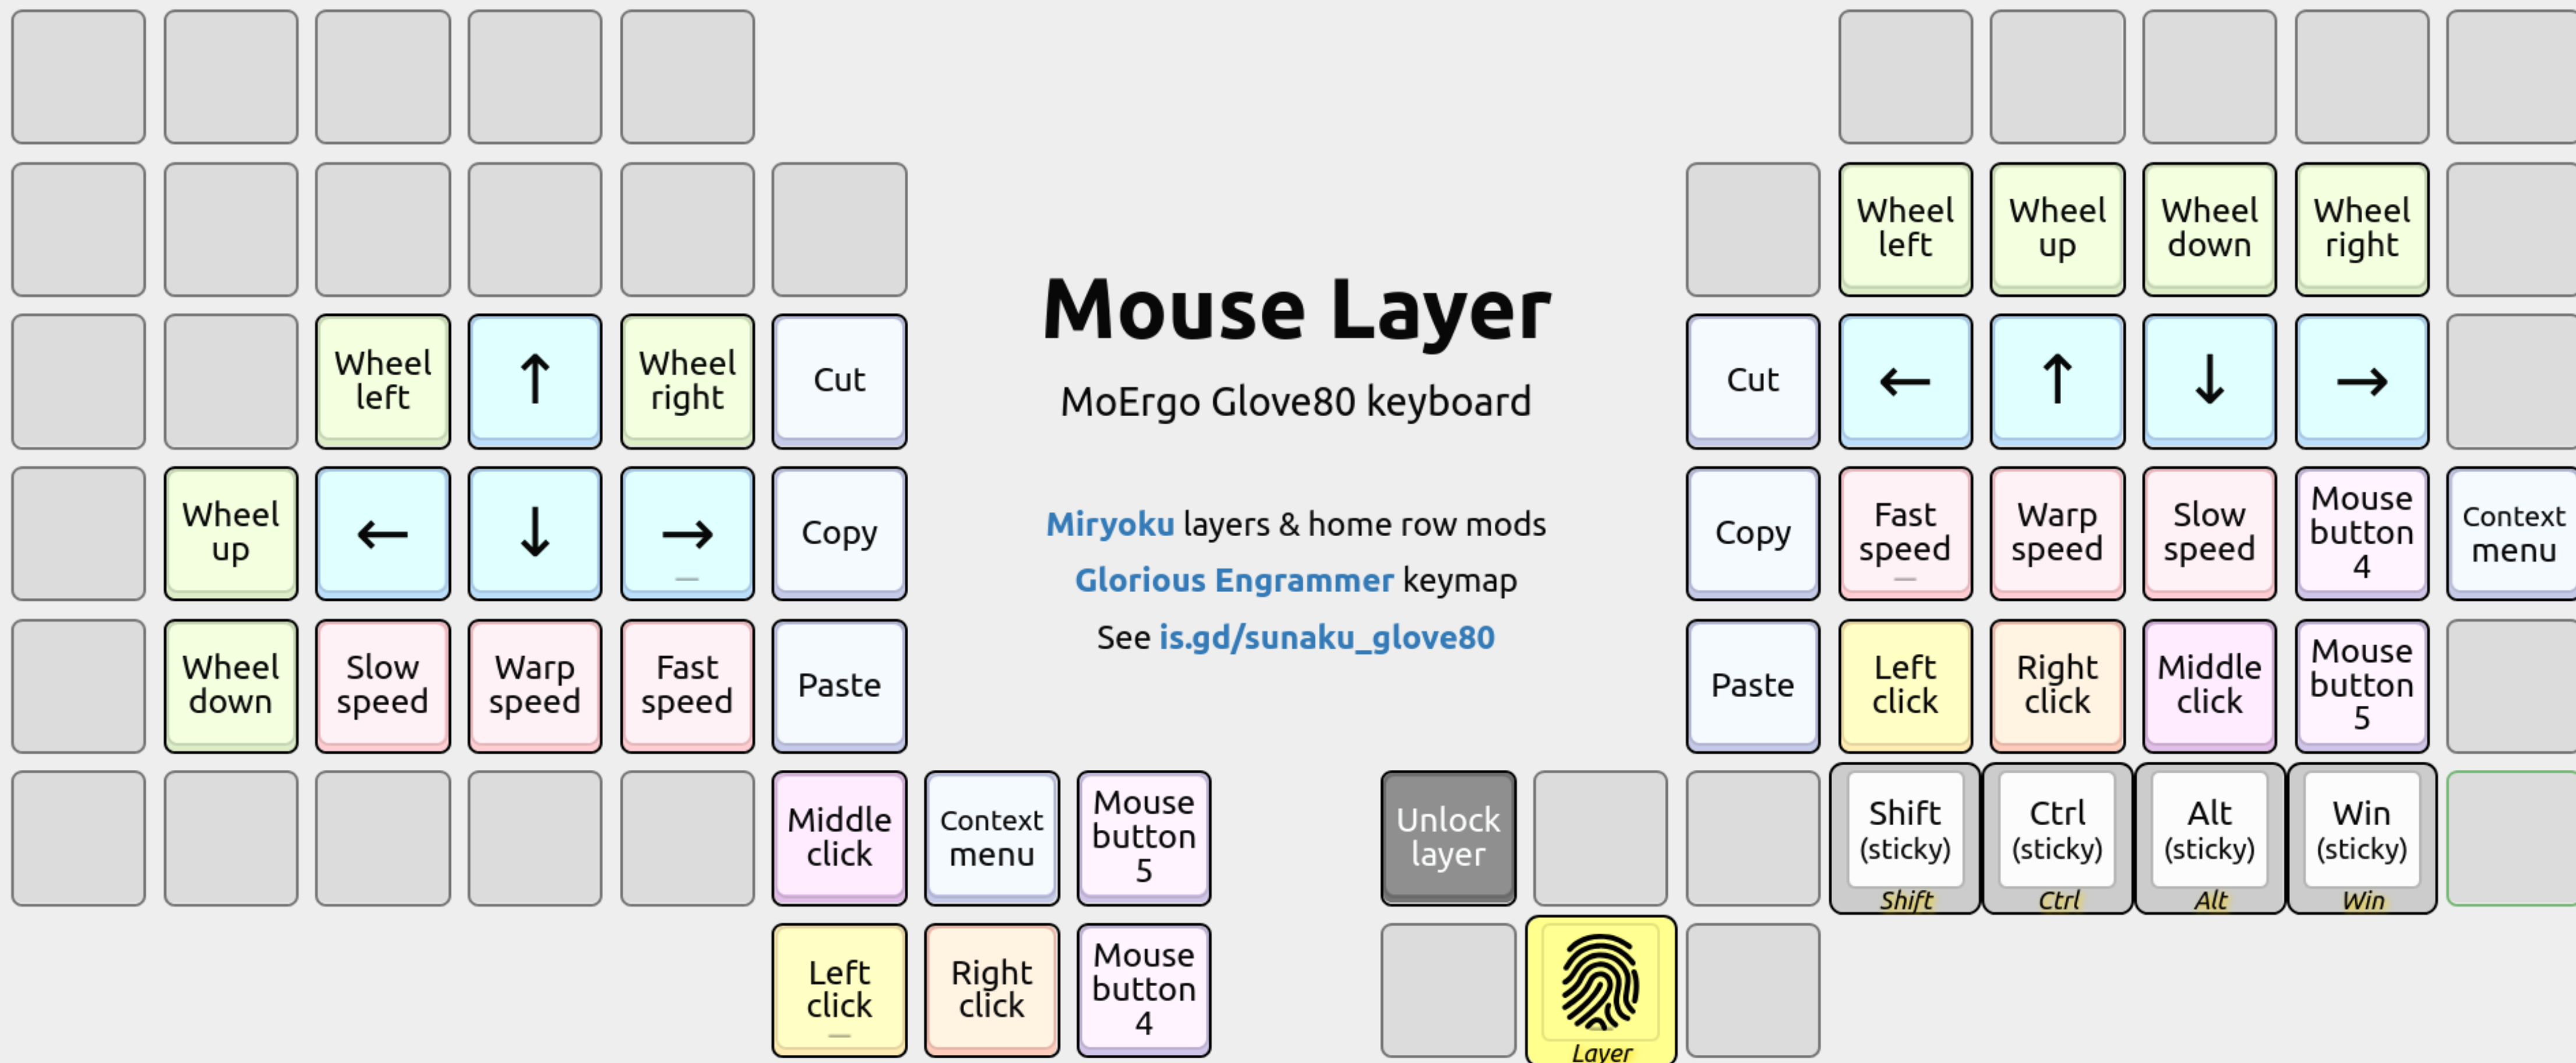 Wheel left
Wheel up
Wheel down
Wheel right
Wheel left
↑
Wheel right
Cut
Mouse Layer
MoErgo Glove80 keyboard
Cut
←
↑
↓
→
Wheel up
←
↓
→
Copy
Miryoku layers & home row mods
Glorious Engrammer keymap
See is.gd/sunaku_glove80
Copy
Fast speed
Warp speed
Slow speed
Mouse button 4
Context menu
Wheel down
Slow speed
Warp speed
Fast speed
Paste
Paste
Left click
Right click
Middle click
Mouse button 5
Middle click
Context menu
Mouse button 5
Unlock layer
Shift (sticky)
Shift
Ctrl (sticky)
Ctrl
Alt (sticky)
Alt
Win (sticky)
Win
Left click
Right click
Mouse button 4
Layer